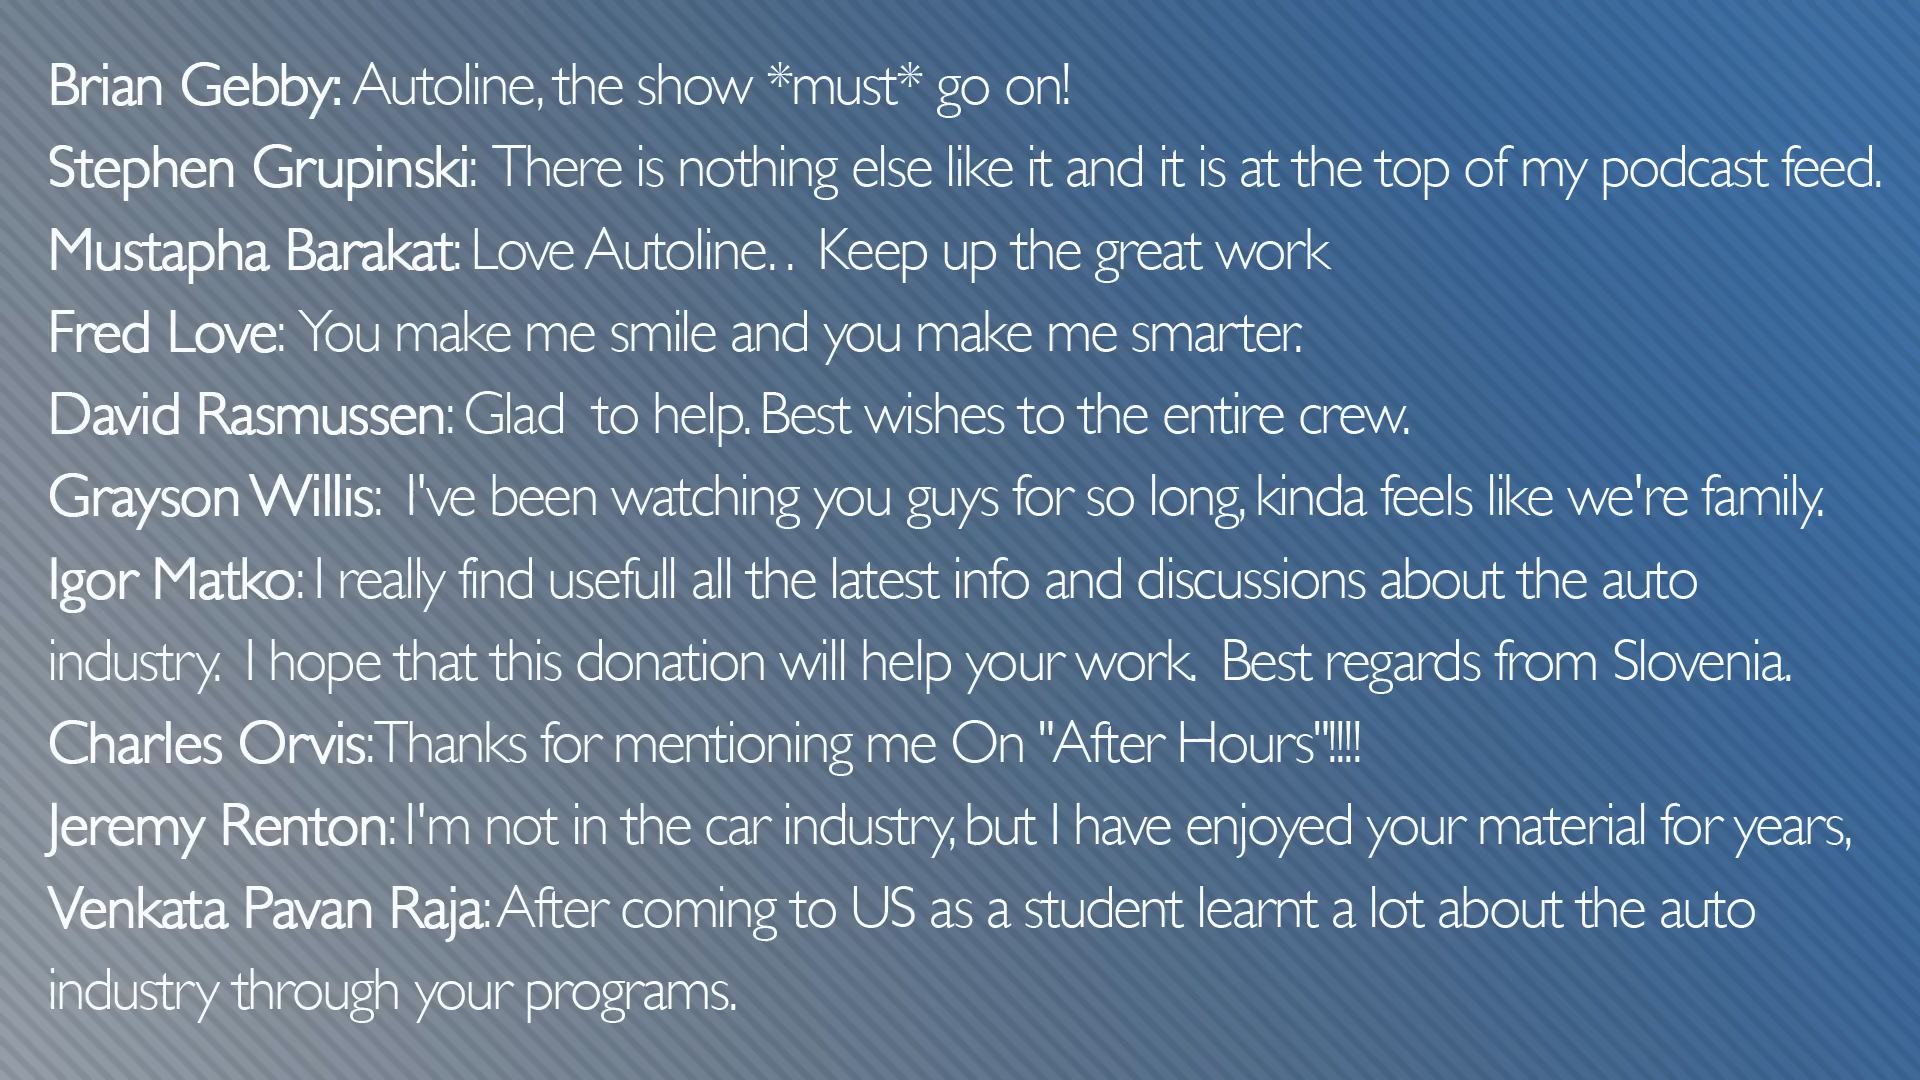 Brian Gebby: Autoline, the show *must* go on!
Stephen Grupinski: There is nothing else like it and it is at the top of my podcast feed.
Mustapha Barakat: Love Autoline. .  Keep up the great work
Fred Love: You make me smile and you make me smarter.
David Rasmussen: Glad  to help. Best wishes to the entire crew.
Grayson Willis:  I've been watching you guys for so long, kinda feels like we're family.
Igor Matko: I really find usefull all the latest info and discussions about the auto
industry.  I hope that this donation will help your work.  Best regards from Slovenia.
Charles Orvis:Thanks for mentioning me On "After Hours"!!!!
Jeremy Renton: I'm not in the car industry, but I have enjoyed your material for years,
Venkata Pavan Raja: After coming to US as a student learnt a lot about the auto
industry through your programs.